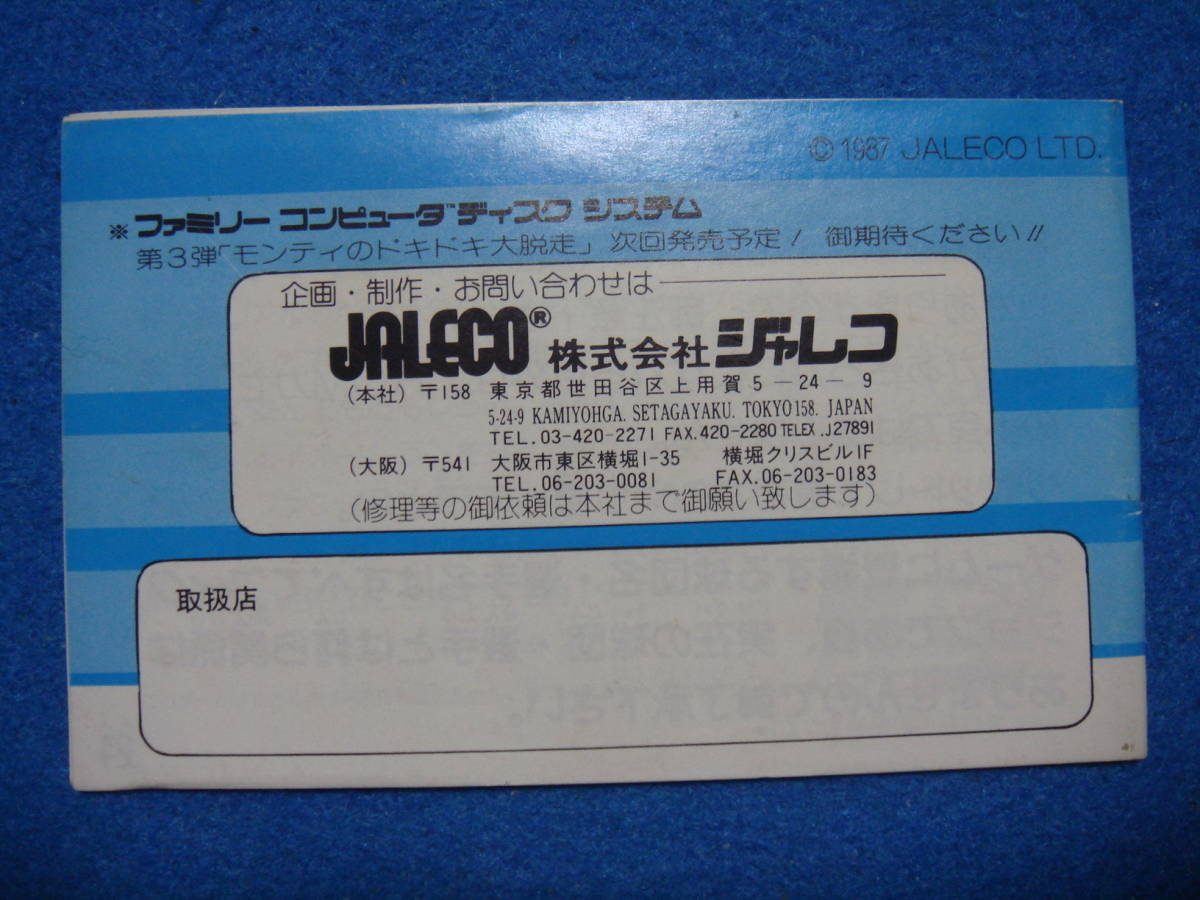 © 1987 JALECO LTD.
※ファミリー コンピュータ ディスク システム
第3弾「モンティのドキドキ大脱走」次回発売予定! 御期待ください!!
企画・制作・お問い合わせは
JALECO® 株式会社ジャレコ
(本社) 〒158 東京都世田谷区上用賀5-24-9
5-24-9 KAMIYOHGA. SETAGAYAKU. TOKYO 158. JAPAN
TEL. 03-420-2271 FAX. 420-2280 TELEX. J27891
(大阪) 〒541 大阪市東区横堀1-35 横堀クリスビル1F
TEL. 06-203-0081 FAX. 06-203-0183
(修理等の御依頼は本社まで御願い致します)
取扱店